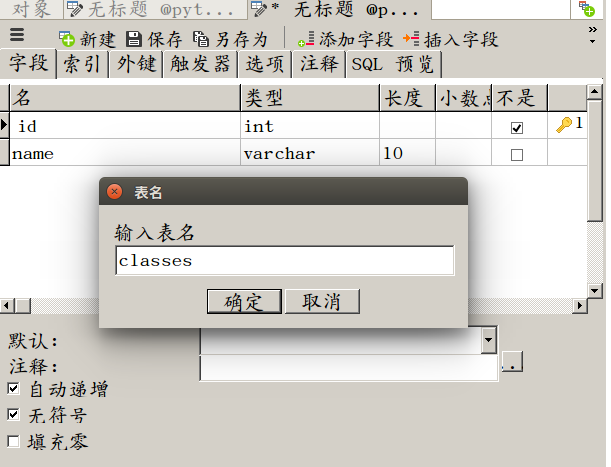 对象 无标题 @pyt... * 无标题 @p...
新建 保存 另存为 添加字段 插入字段 »
字段 索引 外键 触发器 选项 注释 SQL 预览
名 类型 长度 小数点 不是
id int 1
name varchar 10
表名
输入表名
classes
确定 取消
默认:
注释:
..
自动递增
无符号
填充零